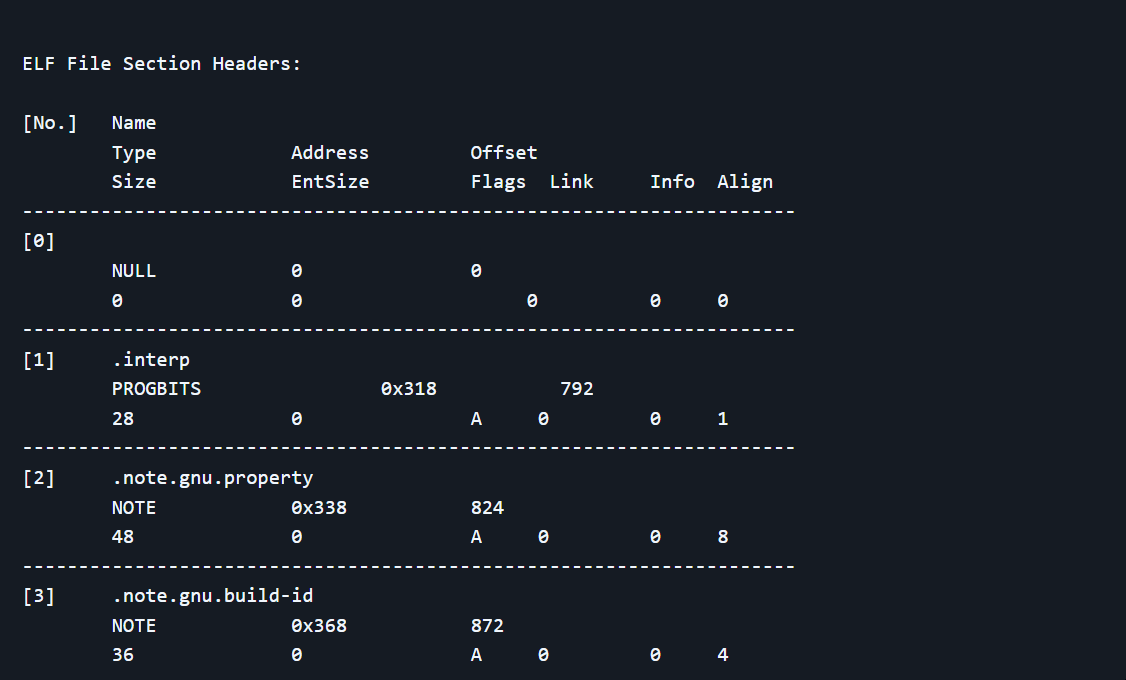 ELF File Section Headers:
[No.]   Name
        Type            Address         Offset
        Size            EntSize         Flags  Link     Info  Align
---------------------------------------------------------------------
[0]
        NULL            0               0
        0               0                    0          0     0
---------------------------------------------------------------------
[1]     .interp
        PROGBITS                0x318           792
        28              0               A     0         0     1
---------------------------------------------------------------------
[2]     .note.gnu.property
        NOTE            0x338           824
        48              0               A     0         0     8
---------------------------------------------------------------------
[3]     .note.gnu.build-id
        NOTE            0x368           872
        36              0               A     0         0     4